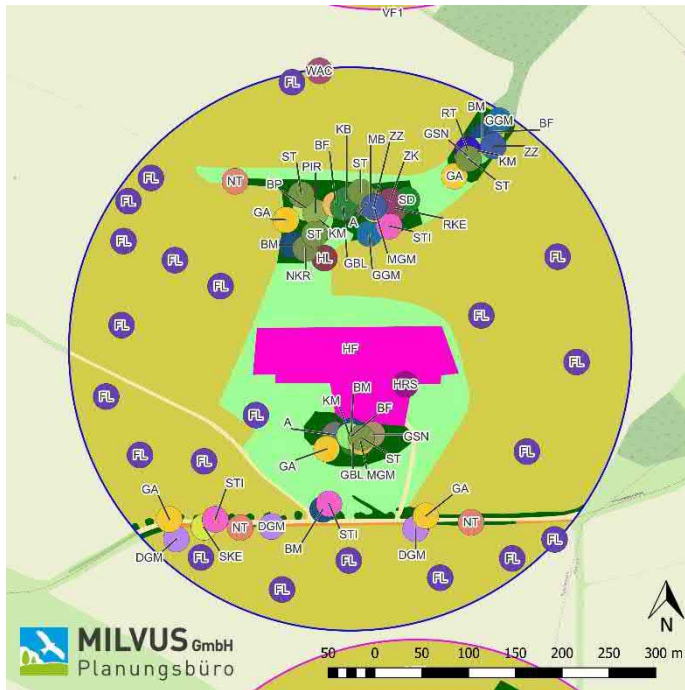 VF1
WAC
FL
BM
RT
GGM
BF
GSN
KB
MB
ZZ
ST
BF
ZZ
ST
PIR
ZK
KM
FL
NT
BP
GA
ST
SD
FL
GA
A
RKE
ST
KM
STI
FL
BM
HL
GBL
MGM
FL
NKR
GGM
FL
FL
FL
FL
HF
FL
BM
HRS
KM
FL
BF
FL
A
GSN
FL
GA
ST
FL
FL
GBL
MGM
STI
GA
GA
NT
DGM
STI
NT
DGM
SKE
BM
DGM
FL
FL
FL
FL
FL
FL
MILVUS GmbH
Planungsbüro
N
50 0 50 100 150 200 250 300 m